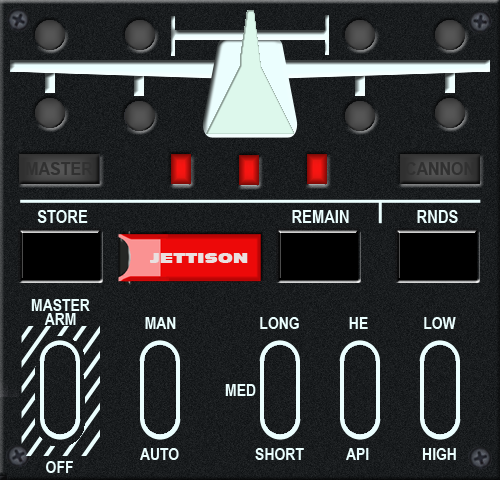 MASTER
CANNON
STORE
REMAIN
RNDS
JETTISON
MASTER
ARM
MAN
LONG
HE
LOW
MED
OFF
AUTO
SHORT
API
HIGH